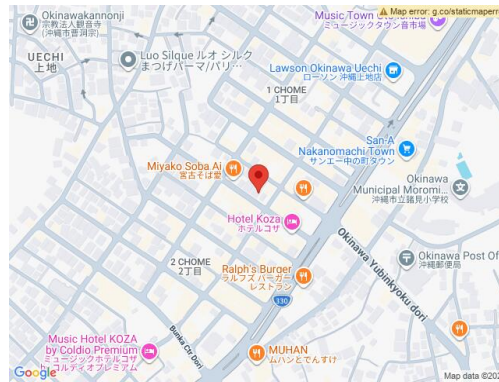 Okinawakannonji
宗教法人観音寺
(沖縄市曹洞宗)
Music Town
ミュージックタウン音市場
Map error: g.co/staticmaperr
UECHI
上地
Luo Silque ルオ シルク
まつげパーマ/パリ...
Lawson Okinawa Uechi
ローソン 沖縄上地店
1 CHOME
1丁目
San-A
Nakanomachi Town
サンエー中の町タウン
Miyako Soba Ai
宮古そば愛
Okinawa
Municipal Moromi...
沖縄市立諸見小学校
Hotel Koza
ホテルコザ
Okinawa Yubinkyoku dori
Okinawa Post Of
沖縄郵便局
2 CHOME
2丁目
Ralph's Burger
ラルフズ バーガー
レストラン
330
Bunka Ctr Dori
Music Hotel KOZA
by Coldio Premium
ミュージックホテルコザ
コルディオプレミアム
MUHAN
ムハンとでんすけ
Google
Map data ©202